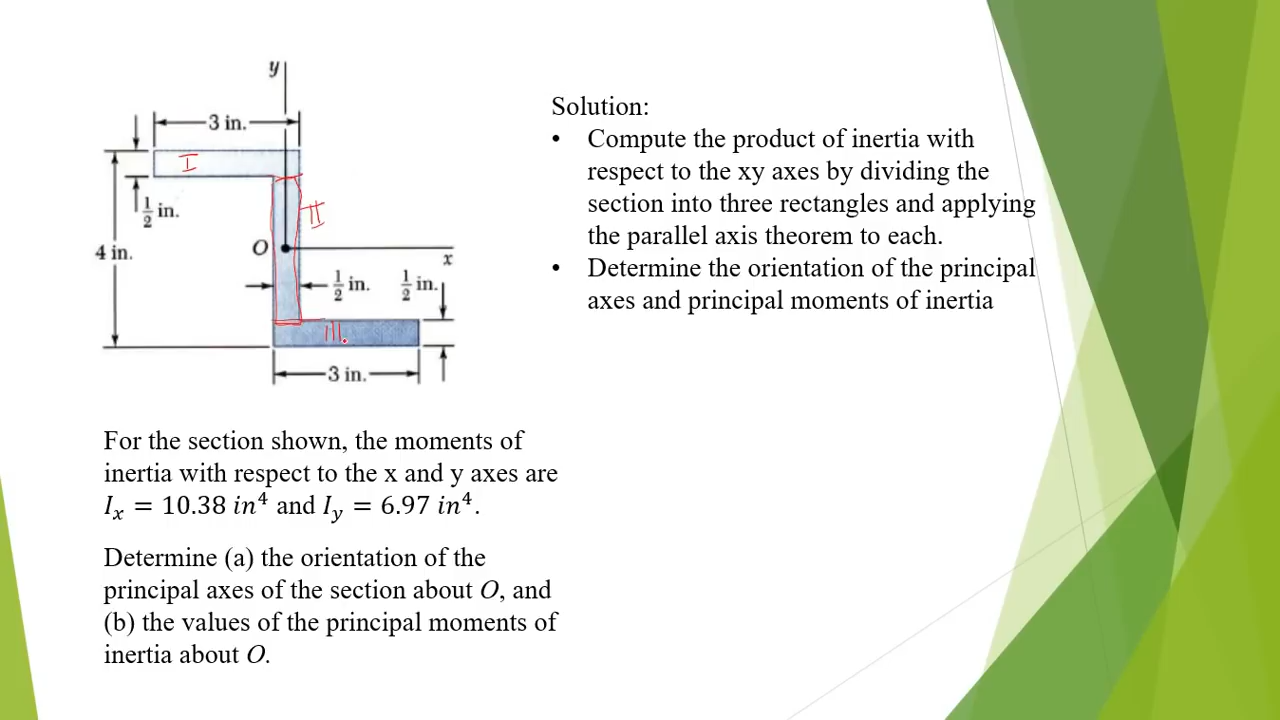 y
3 in.
I
1/2 in.
II
4 in.
O
x
1/2 in.
1/2 in.
III.
3 in.
For the section shown, the moments of
inertia with respect to the x and y axes are
Iₓ = 10.38 in⁴ and I_y = 6.97 in⁴.
Determine (a) the orientation of the
principal axes of the section about O, and
(b) the values of the principal moments of
inertia about O.
Solution:
• Compute the product of inertia with
respect to the xy axes by dividing the
section into three rectangles and applying
the parallel axis theorem to each.
• Determine the orientation of the principal
axes and principal moments of inertia